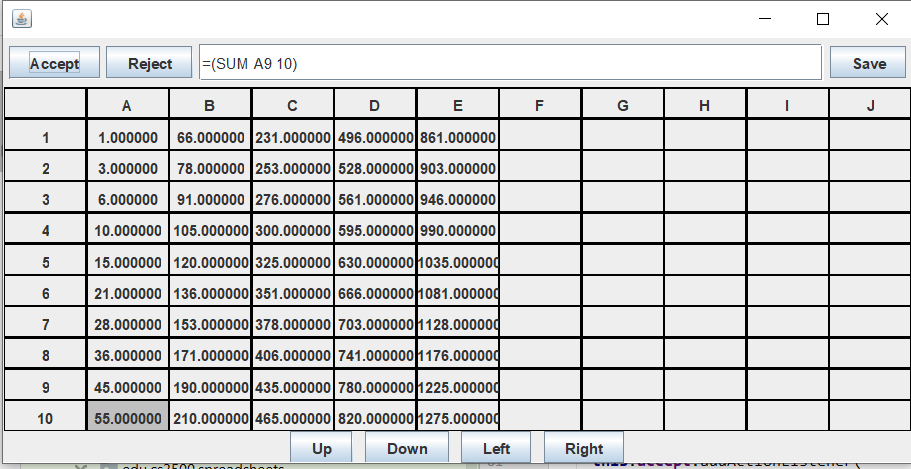 Accept Reject =(SUM A9 10) Save
A B C D E F G H I J
1 1.000000 66.000000 231.000000 496.000000 861.000000
2 3.000000 78.000000 253.000000 528.000000 903.000000
3 6.000000 91.000000 276.000000 561.000000 946.000000
4 10.000000 105.000000 300.000000 595.000000 990.000000
5 15.000000 120.000000 325.000000 630.000000 1035.000000
6 21.000000 136.000000 351.000000 666.000000 1081.000000
7 28.000000 153.000000 378.000000 703.000000 1128.000000
8 36.000000 171.000000 406.000000 741.000000 1176.000000
9 45.000000 190.000000 435.000000 780.000000 1225.000000
10 55.000000 210.000000 465.000000 820.000000 1275.000000
Up Down Left Right